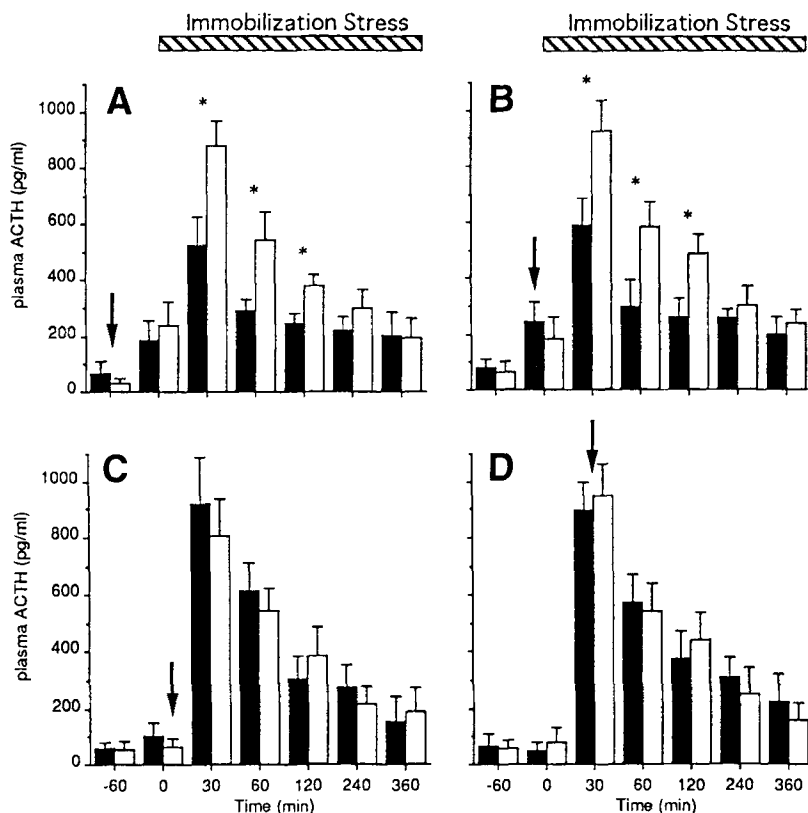 Immobilization Stress
Immobilization Stress
A
*
*
*
1000
800
600
400
200
0
plasma ACTH (pg/ml)
B
*
*
*
C
1000
800
600
400
200
0
plasma ACTH (pg/ml)
-60 0 30 60 120 240 360
Time (min)
D
-60 0 30 60 120 240 360
Time (min)